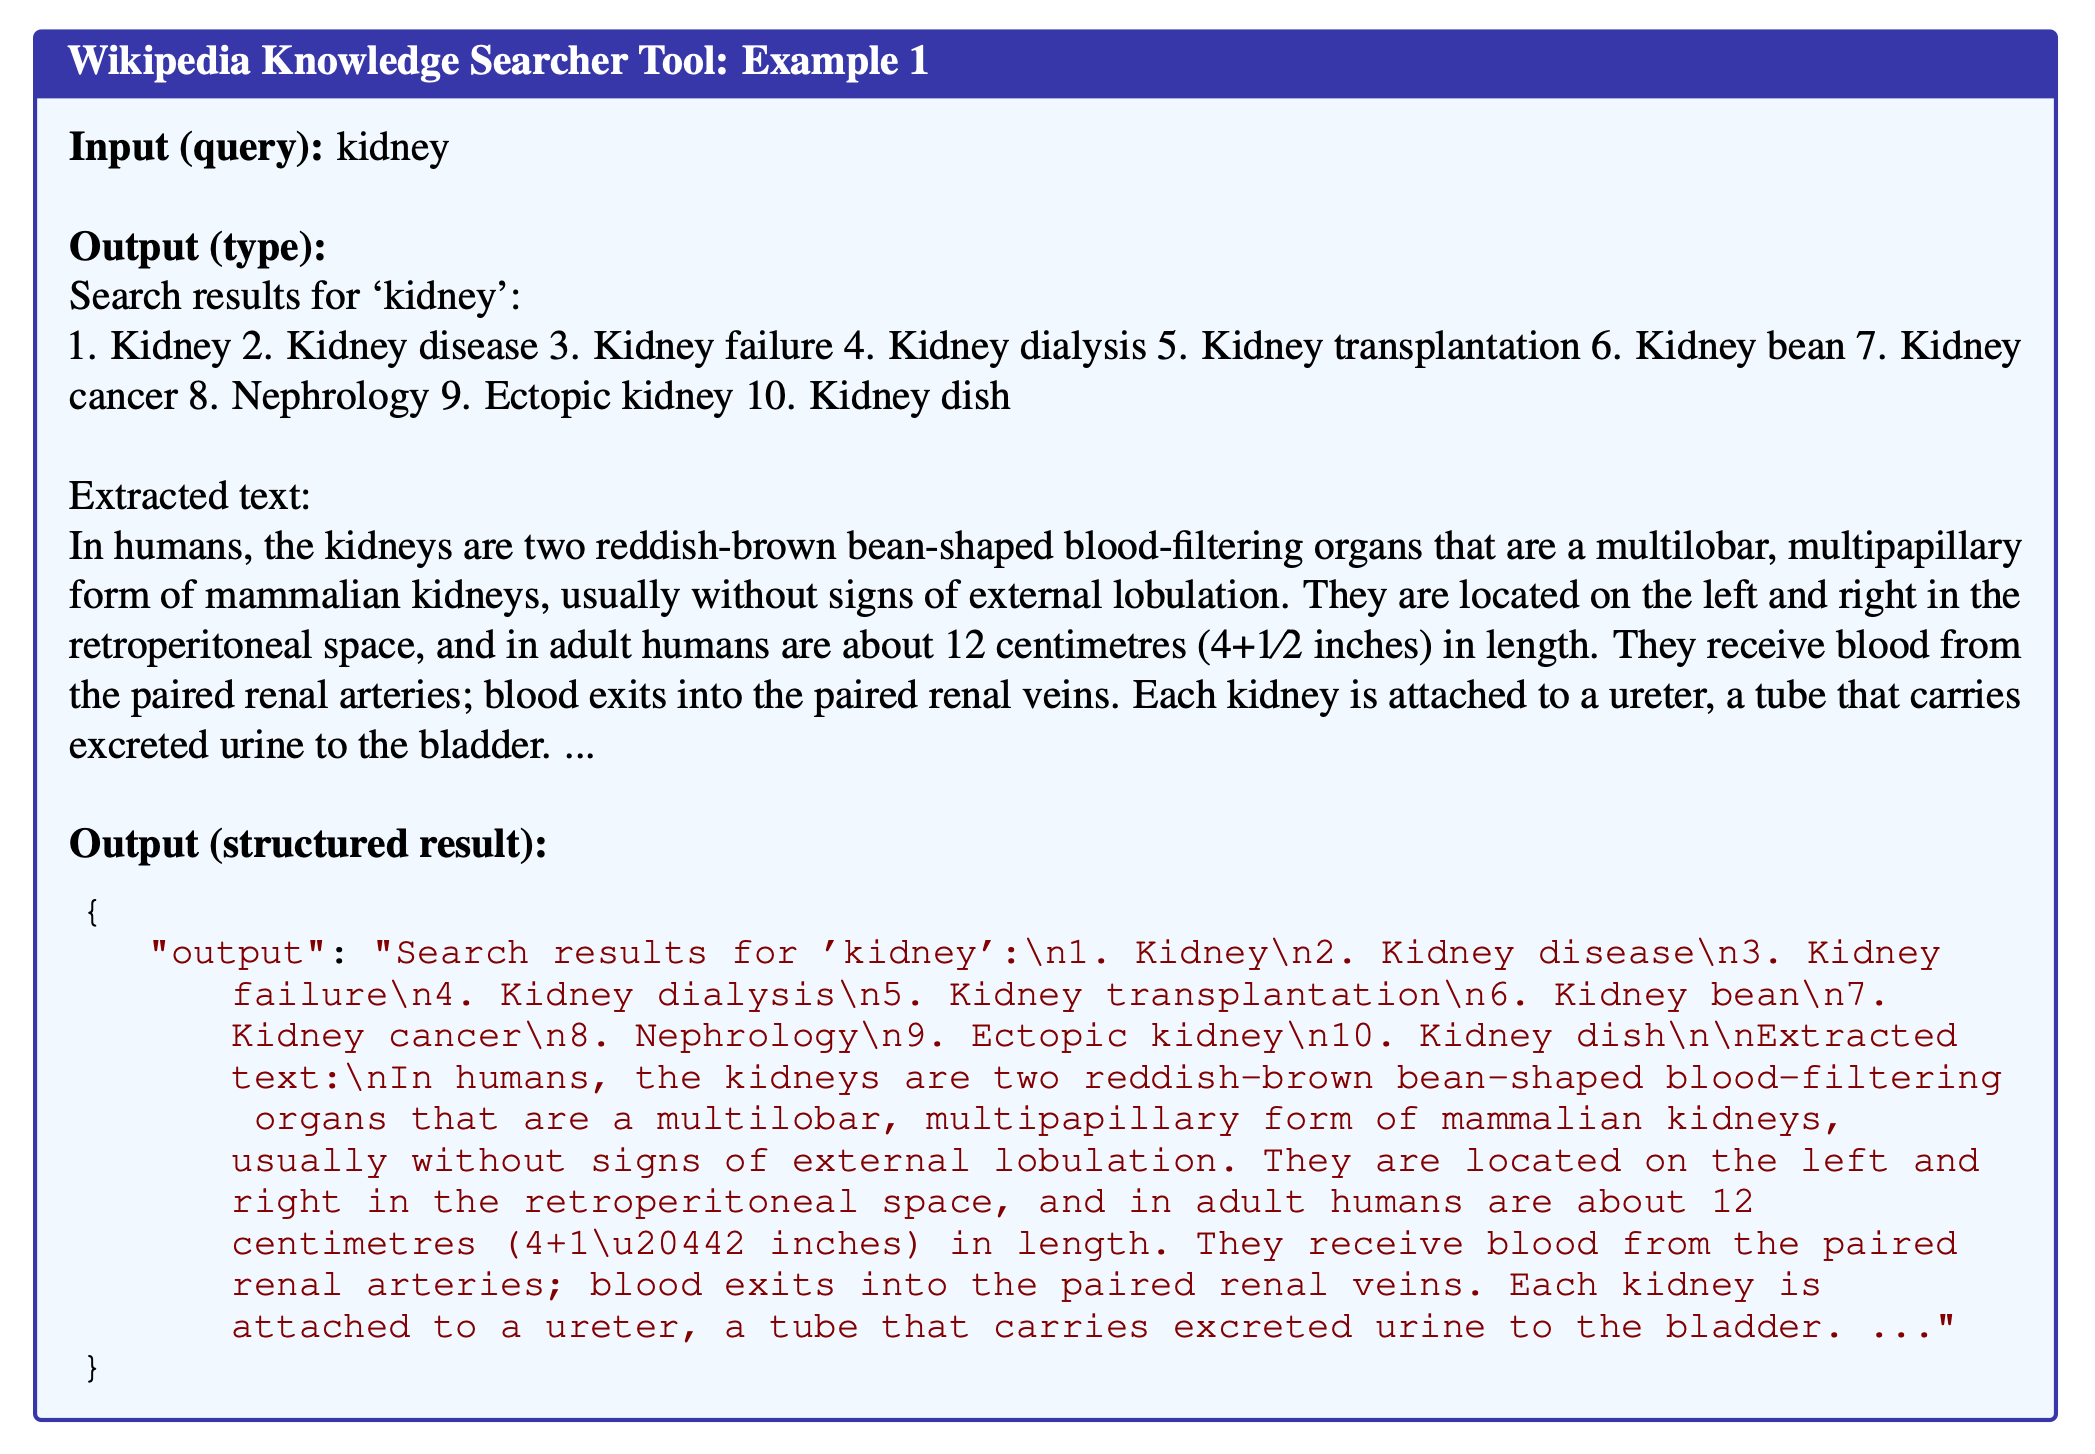 Wikipedia Knowledge Searcher Tool: Example 1
Input (query): kidney
Output (type):
Search results for ‘kidney’:
1. Kidney 2. Kidney disease 3. Kidney failure 4. Kidney dialysis 5. Kidney transplantation 6. Kidney bean 7. Kidney
cancer 8. Nephrology 9. Ectopic kidney 10. Kidney dish
Extracted text:
In humans, the kidneys are two reddish-brown bean-shaped blood-filtering organs that are a multilobar, multipapillary
form of mammalian kidneys, usually without signs of external lobulation. They are located on the left and right in the
retroperitoneal space, and in adult humans are about 12 centimetres (4+1⁄2 inches) in length. They receive blood from
the paired renal arteries; blood exits into the paired renal veins. Each kidney is attached to a ureter, a tube that carries
excreted urine to the bladder. ...
Output (structured result):
{
"output": "Search results for ’kidney’:\n1. Kidney\n2. Kidney disease\n3. Kidney
failure\n4. Kidney dialysis\n5. Kidney transplantation\n6. Kidney bean\n7.
Kidney cancer\n8. Nephrology\n9. Ectopic kidney\n10. Kidney dish\n\nExtracted
text:\nIn humans, the kidneys are two reddish-brown bean-shaped blood-filtering
organs that are a multilobar, multipapillary form of mammalian kidneys,
usually without signs of external lobulation. They are located on the left and
right in the retroperitoneal space, and in adult humans are about 12
centimetres (4+1\u20442 inches) in length. They receive blood from the paired
renal arteries; blood exits into the paired renal veins. Each kidney is
attached to a ureter, a tube that carries excreted urine to the bladder. ..."
}